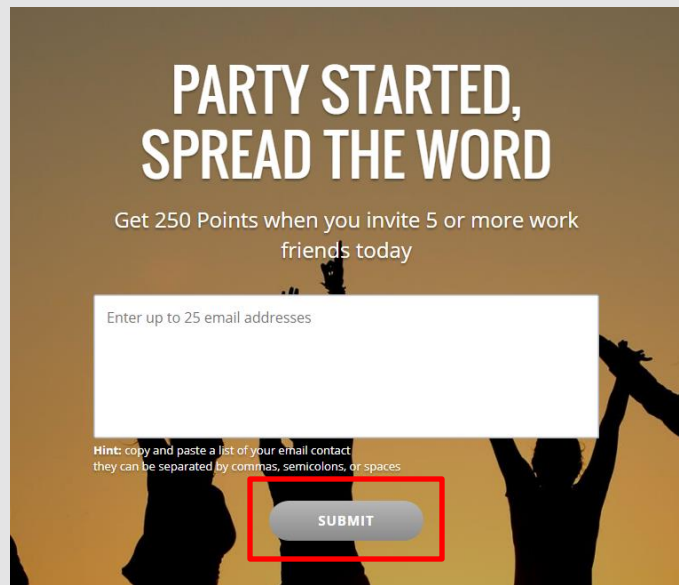 PARTY STARTED,
SPREAD THE WORD
Get 250 Points when you invite 5 or more work
friends today
Enter up to 25 email addresses
Hint: copy and paste a list of your email contact
they can be separated by commas, semicolons, or spaces
SUBMIT